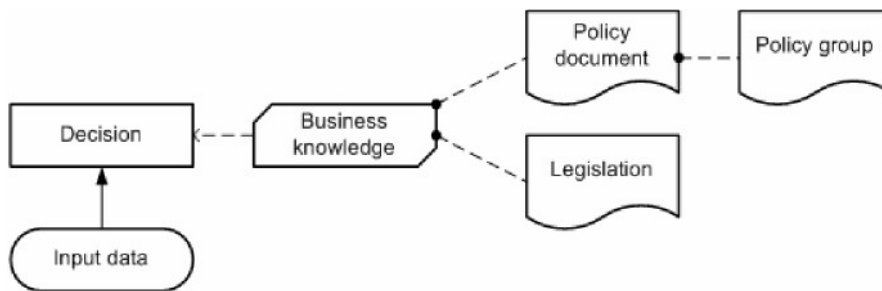 Policy
document
Policy group
Decision
Business
knowledge
Legislation
Input data